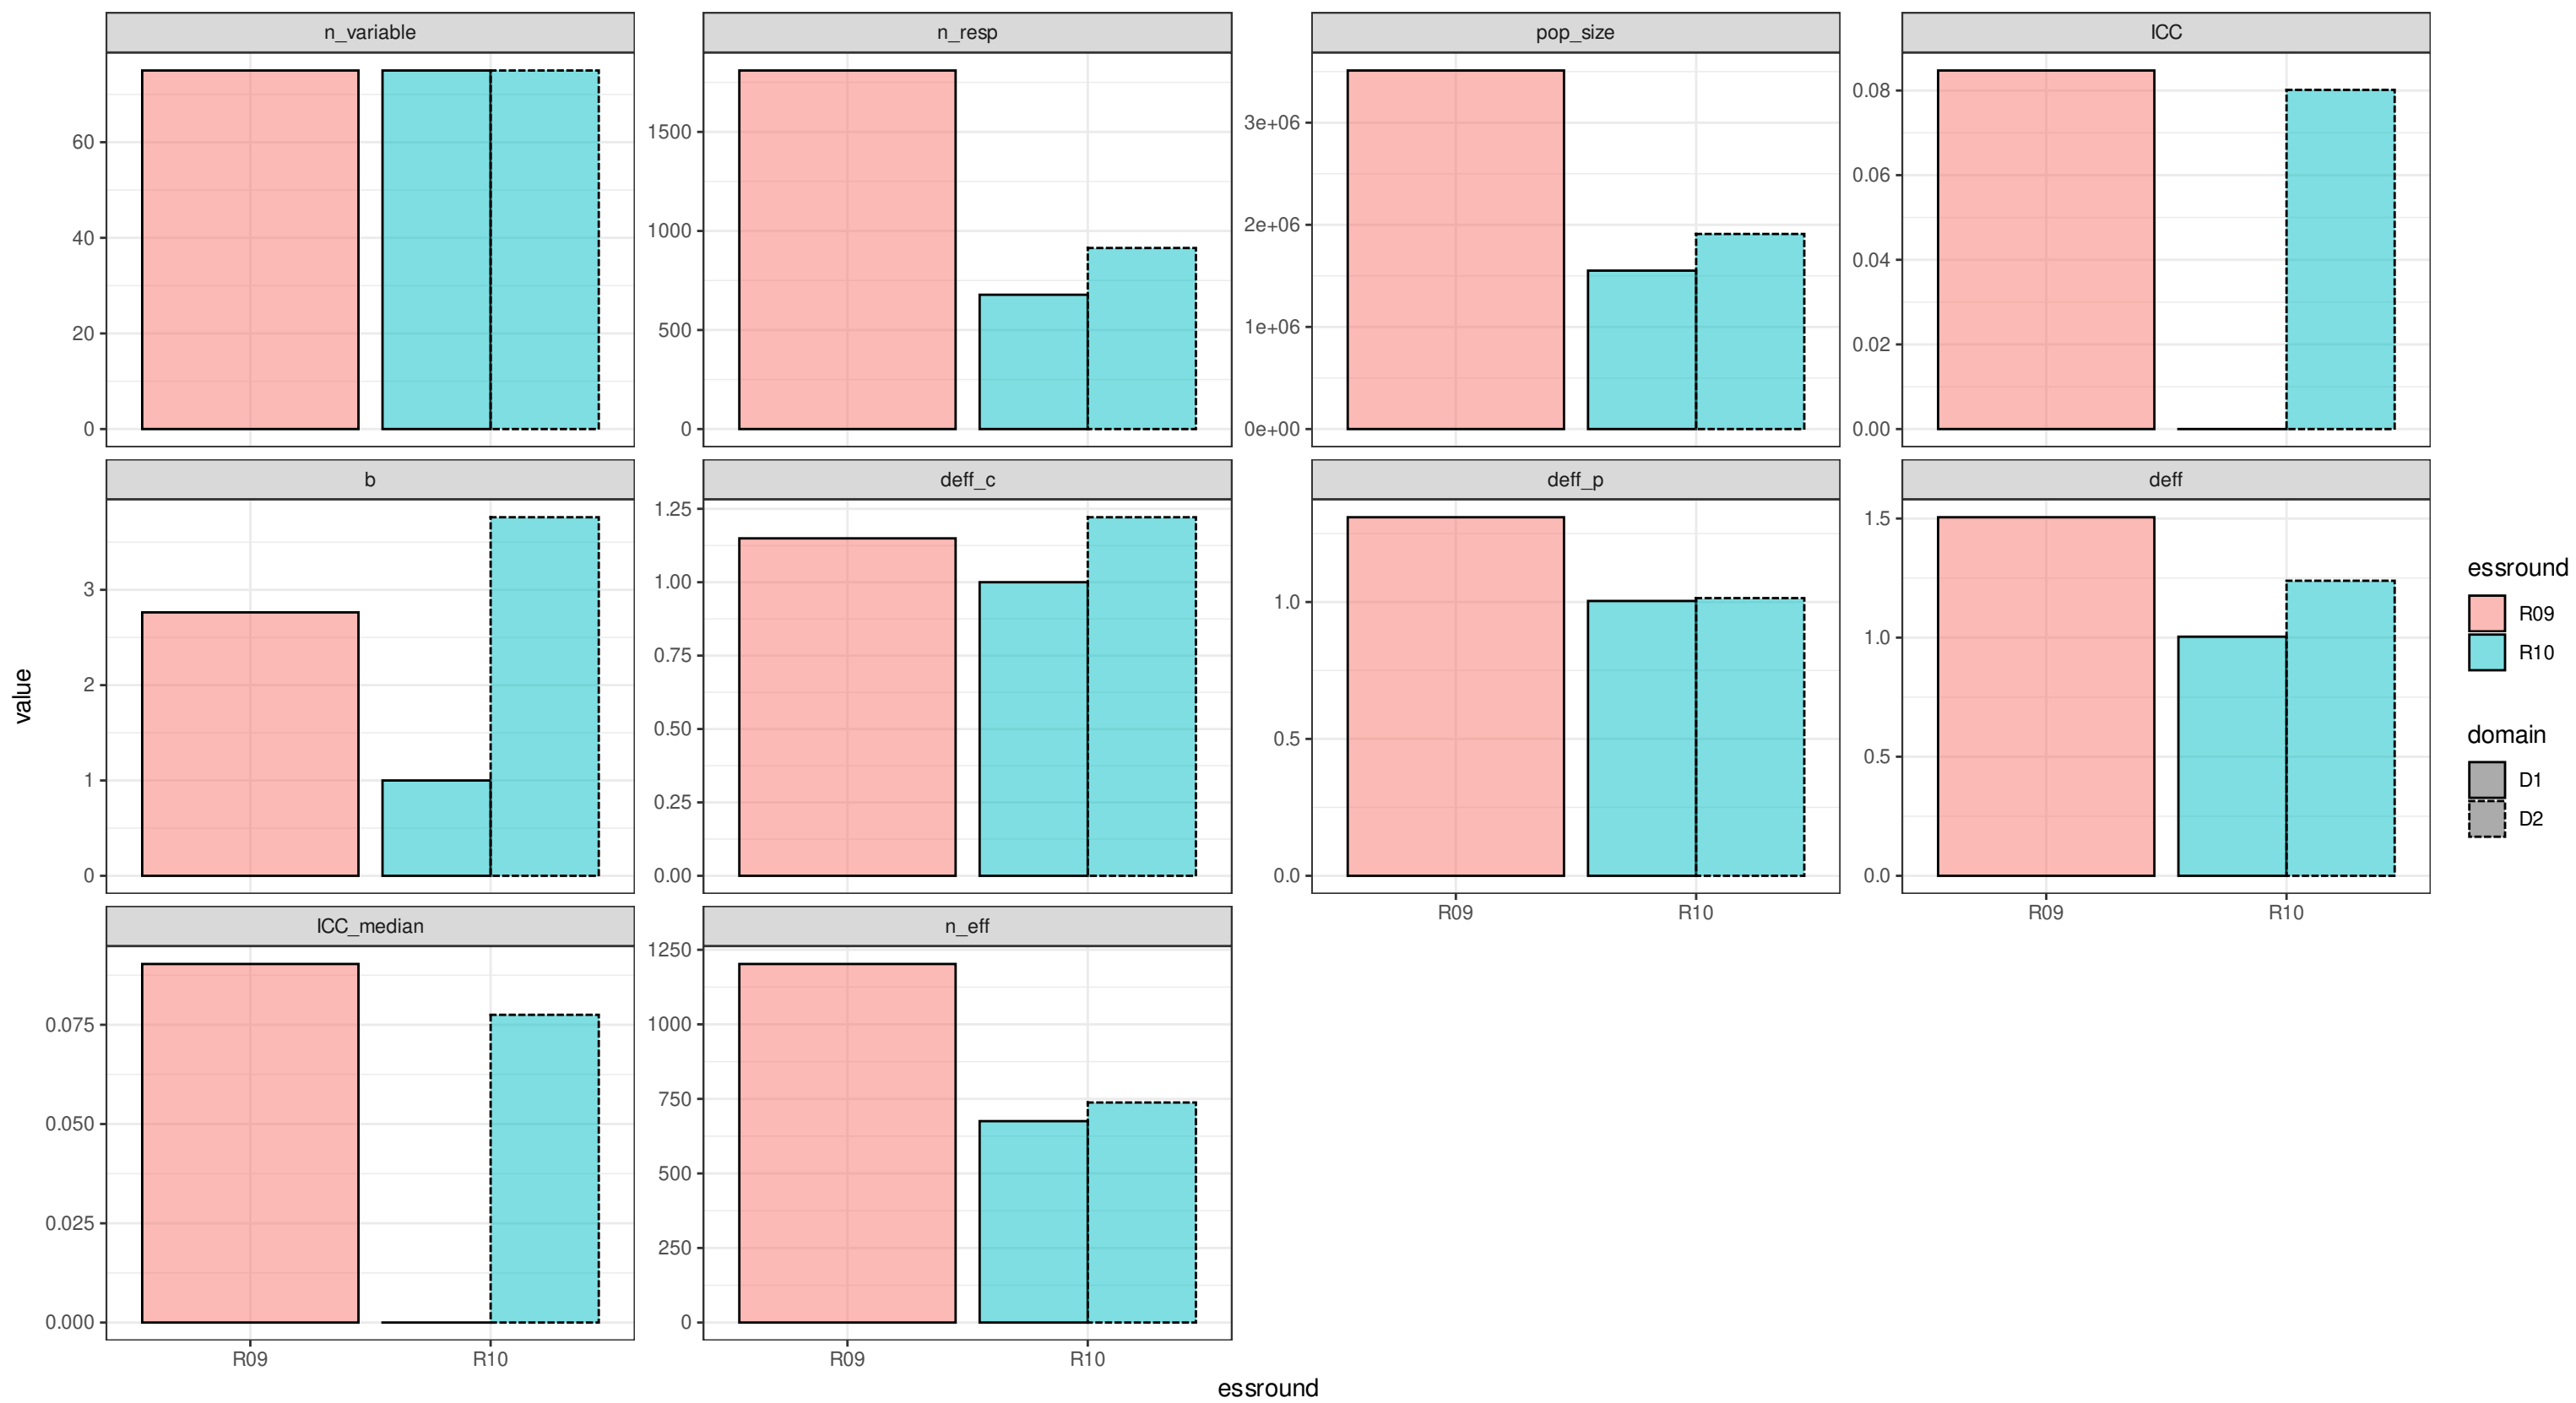 n_variable
n_resp
pop_size
ICC
60
40
20
0
1500
1000
500
0
3e+06
2e+06
1e+06
0e+00
0.08
0.06
0.04
0.02
0.00
b
deff_c
deff_p
deff
3
2
1
0
1.25
1.00
0.75
0.50
0.25
0.00
1.0
0.5
0.0
1.5
1.0
0.5
0.0
R09 R10
R09 R10
ICC_median
n_eff
0.075
0.050
0.025
0.000
1250
1000
750
500
250
0
R09 R10
R09 R10
value
essround
essround
R09
R10
domain
D1
D2